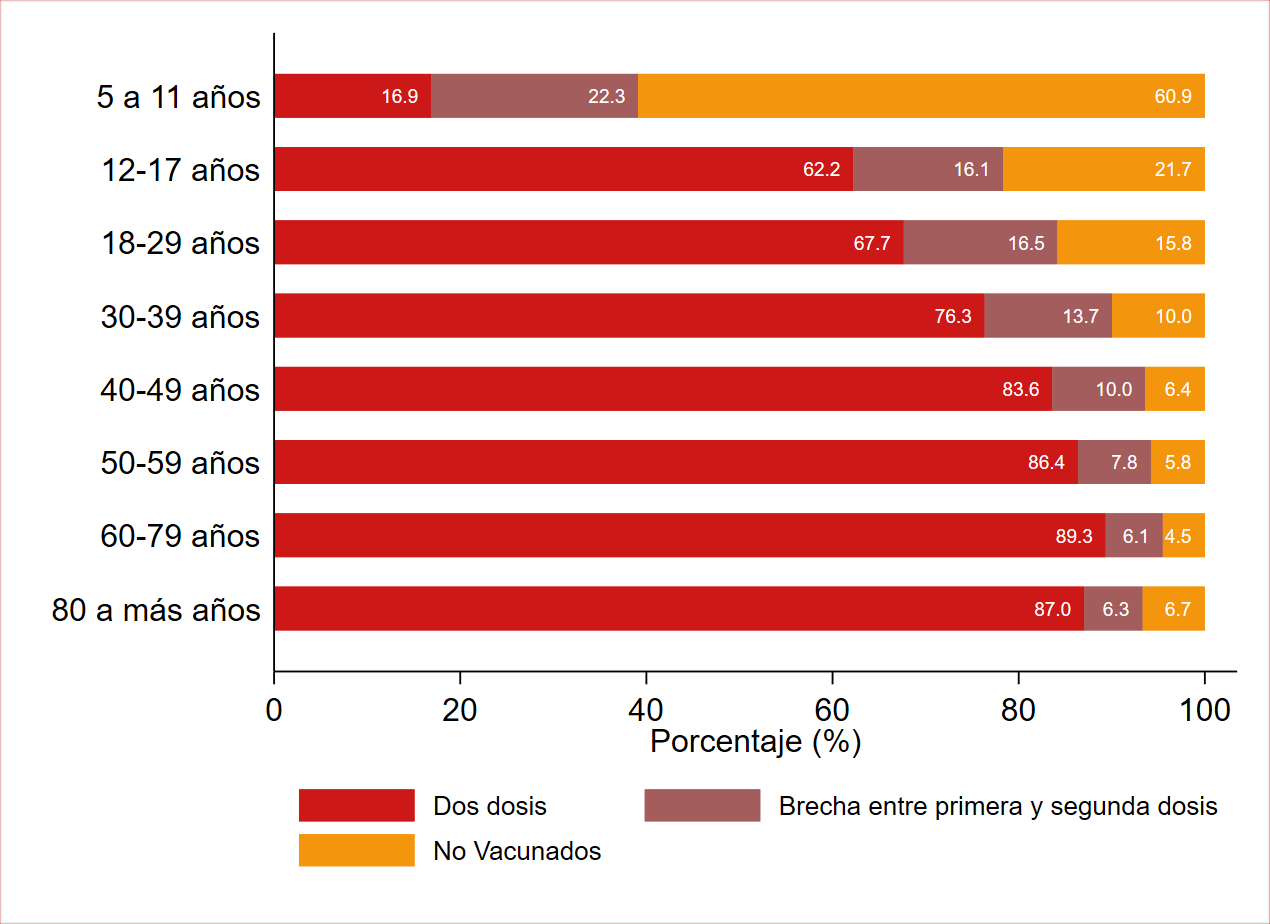 5 a 11 años 16.9 22.3 60.9
12-17 años 62.2 16.1 21.7
18-29 años 67.7 16.5 15.8
30-39 años 76.3 13.7 10.0
40-49 años 83.6 10.0 6.4
50-59 años 86.4 7.8 5.8
60-79 años 89.3 6.1 4.5
80 a más años 87.0 6.3 6.7
0 20 40 60 80 100
Porcentaje (%)
Dos dosis Brecha entre primera y segunda dosis
No Vacunados